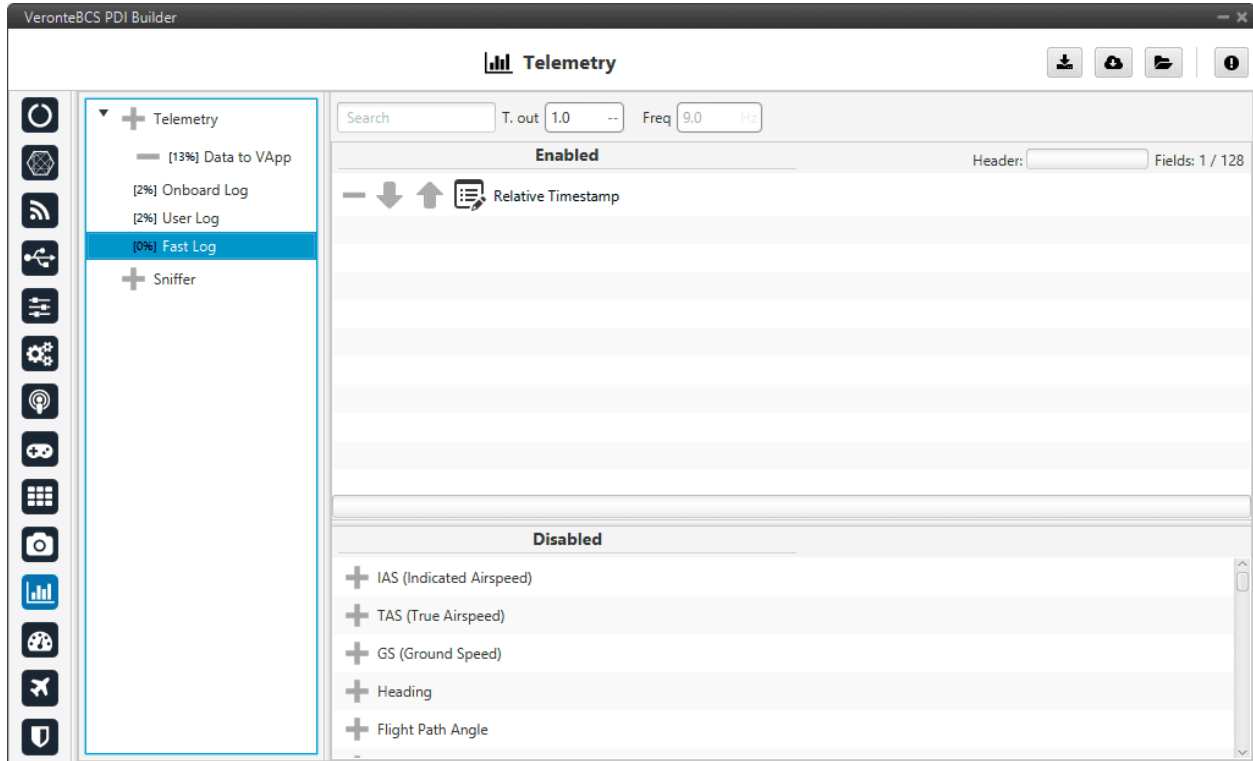 VeronteBCS PDI Builder
Telemetry
Telemetry
[13%] Data to VApp
[2%] Onboard Log
[2%] User Log
[0%] Fast Log
Sniffer
Search T. out 1.0 -- Freq 9.0 Hz
Enabled Header: Fields: 1 / 128
Relative Timestamp
Disabled
IAS (Indicated Airspeed)
TAS (True Airspeed)
GS (Ground Speed)
Heading
Flight Path Angle